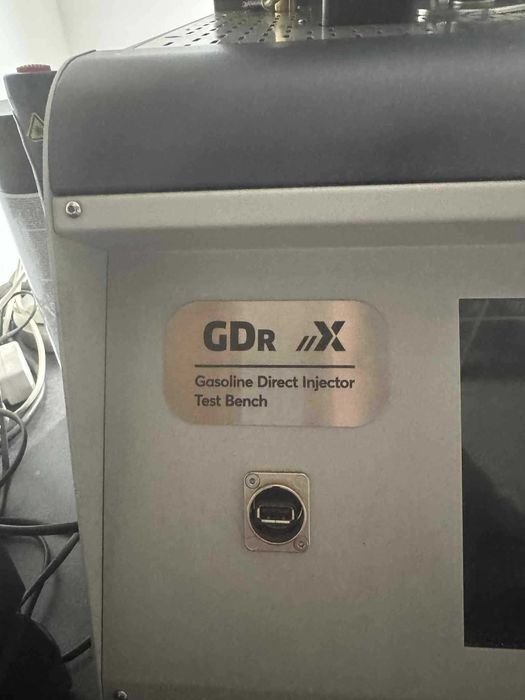 GDR //X
Gasoline Direct Injector
Test Bench